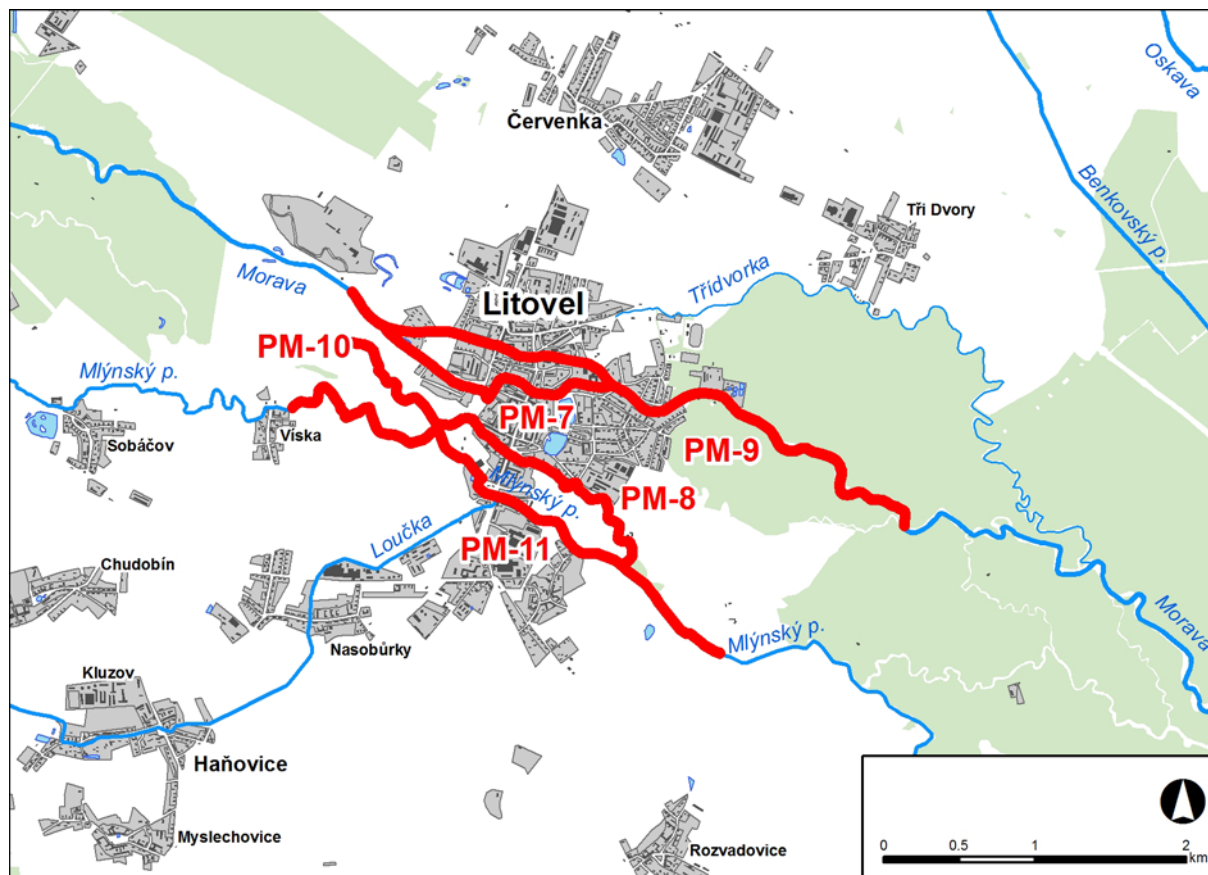 Oskava
Červenka
Benkovský p.
Tři Dvory
Morava
Třídvorka
Litovel
PM-10
Mlýnský p.
PM-7
Víska
Sobáčov
PM-9
Mlýnský p.
PM-8
Loučka
PM-11
Chudobín
Morava
Nasobůrky
Mlýnský p.
Kluzov
Haňovice
Myslechovice
Rozvadovice
0 0.5 1 2
km